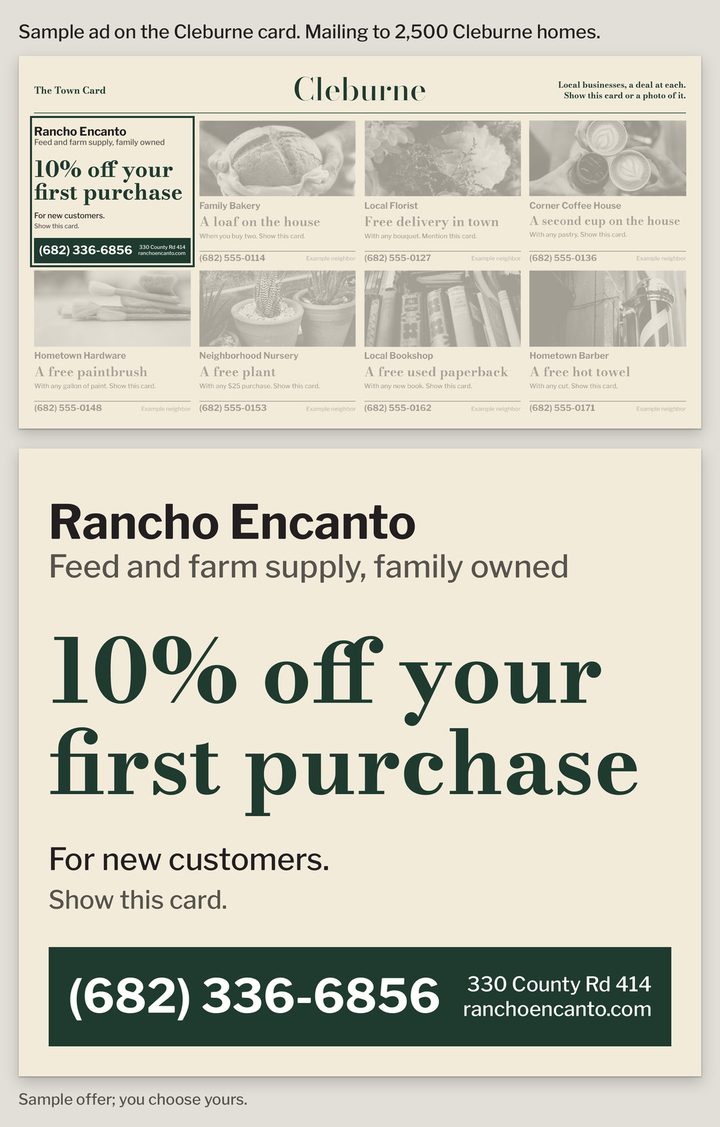 Sample ad on the Cleburne card. Mailing to 2,500 Cleburne homes.
The Town Card
Cleburne
Local businesses, a deal at each.
Show this card or a photo of it.
Rancho Encanto
Feed and farm supply, family owned
10% off your
first purchase
For new customers.
Show this card.
(682) 336-6856
330 County Rd 414
ranchoencanto.com
Family Bakery
A loaf on the house
When you buy two. Show this card.
(682) 555-0114
Example neighbor
Local Florist
Free delivery in town
With any bouquet. Mention this card.
(682) 555-0127
Example neighbor
Corner Coffee House
A second cup on the house
With any pastry. Show this card.
(682) 555-0136
Example neighbor
Hometown Hardware
A free paintbrush
With any gallon of paint. Show this card.
(682) 555-0148
Example neighbor
Neighborhood Nursery
A free plant
With any $25 purchase. Show this card.
(682) 555-0153
Example neighbor
Local Bookshop
A free used paperback
With any new book. Show this card.
(682) 555-0162
Example neighbor
Hometown Barber
A free hot towel
With any cut. Show this card.
(682) 555-0171
Example neighbor
Rancho Encanto
Feed and farm supply, family owned
10% off your
first purchase
For new customers.
Show this card.
(682) 336-6856
330 County Rd 414
ranchoencanto.com
Sample offer; you choose yours.